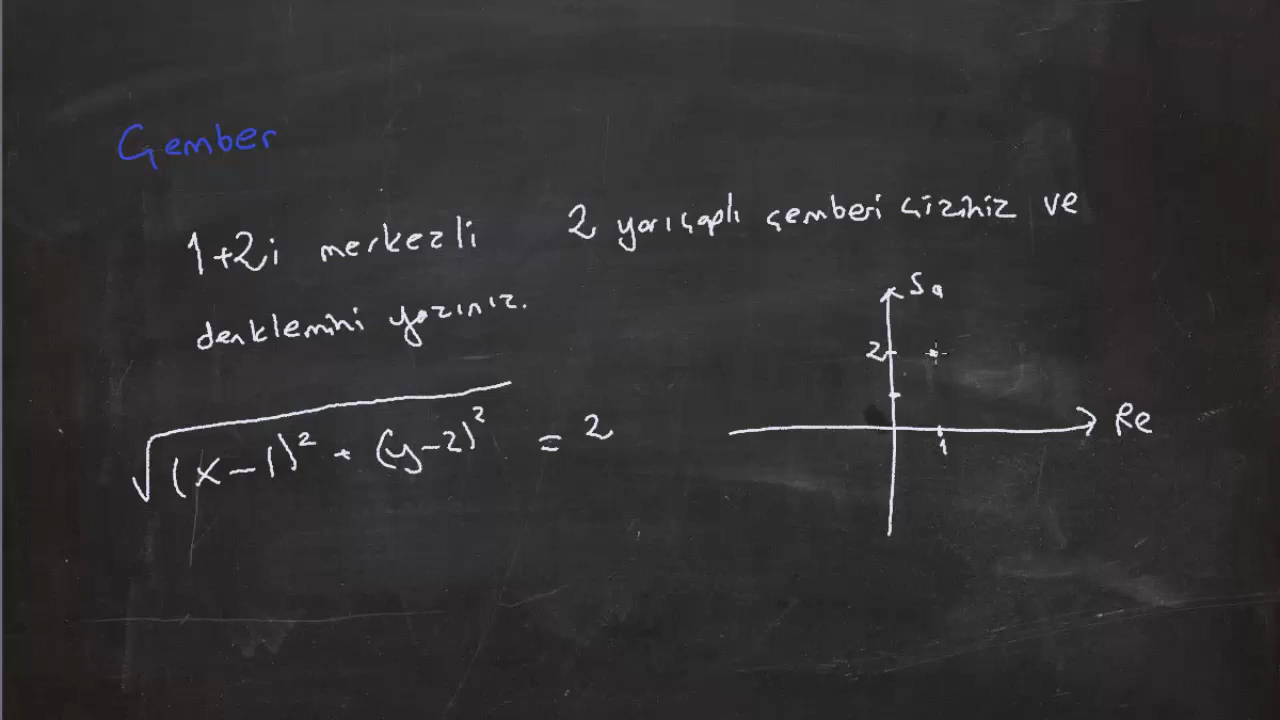 Çember
1+2i merkezli 2 yarıçaplı çemberi çiziniz ve
denklemini yazınız.
√(x-1)² + (y-2)² = 2
Sa
2
Re
1